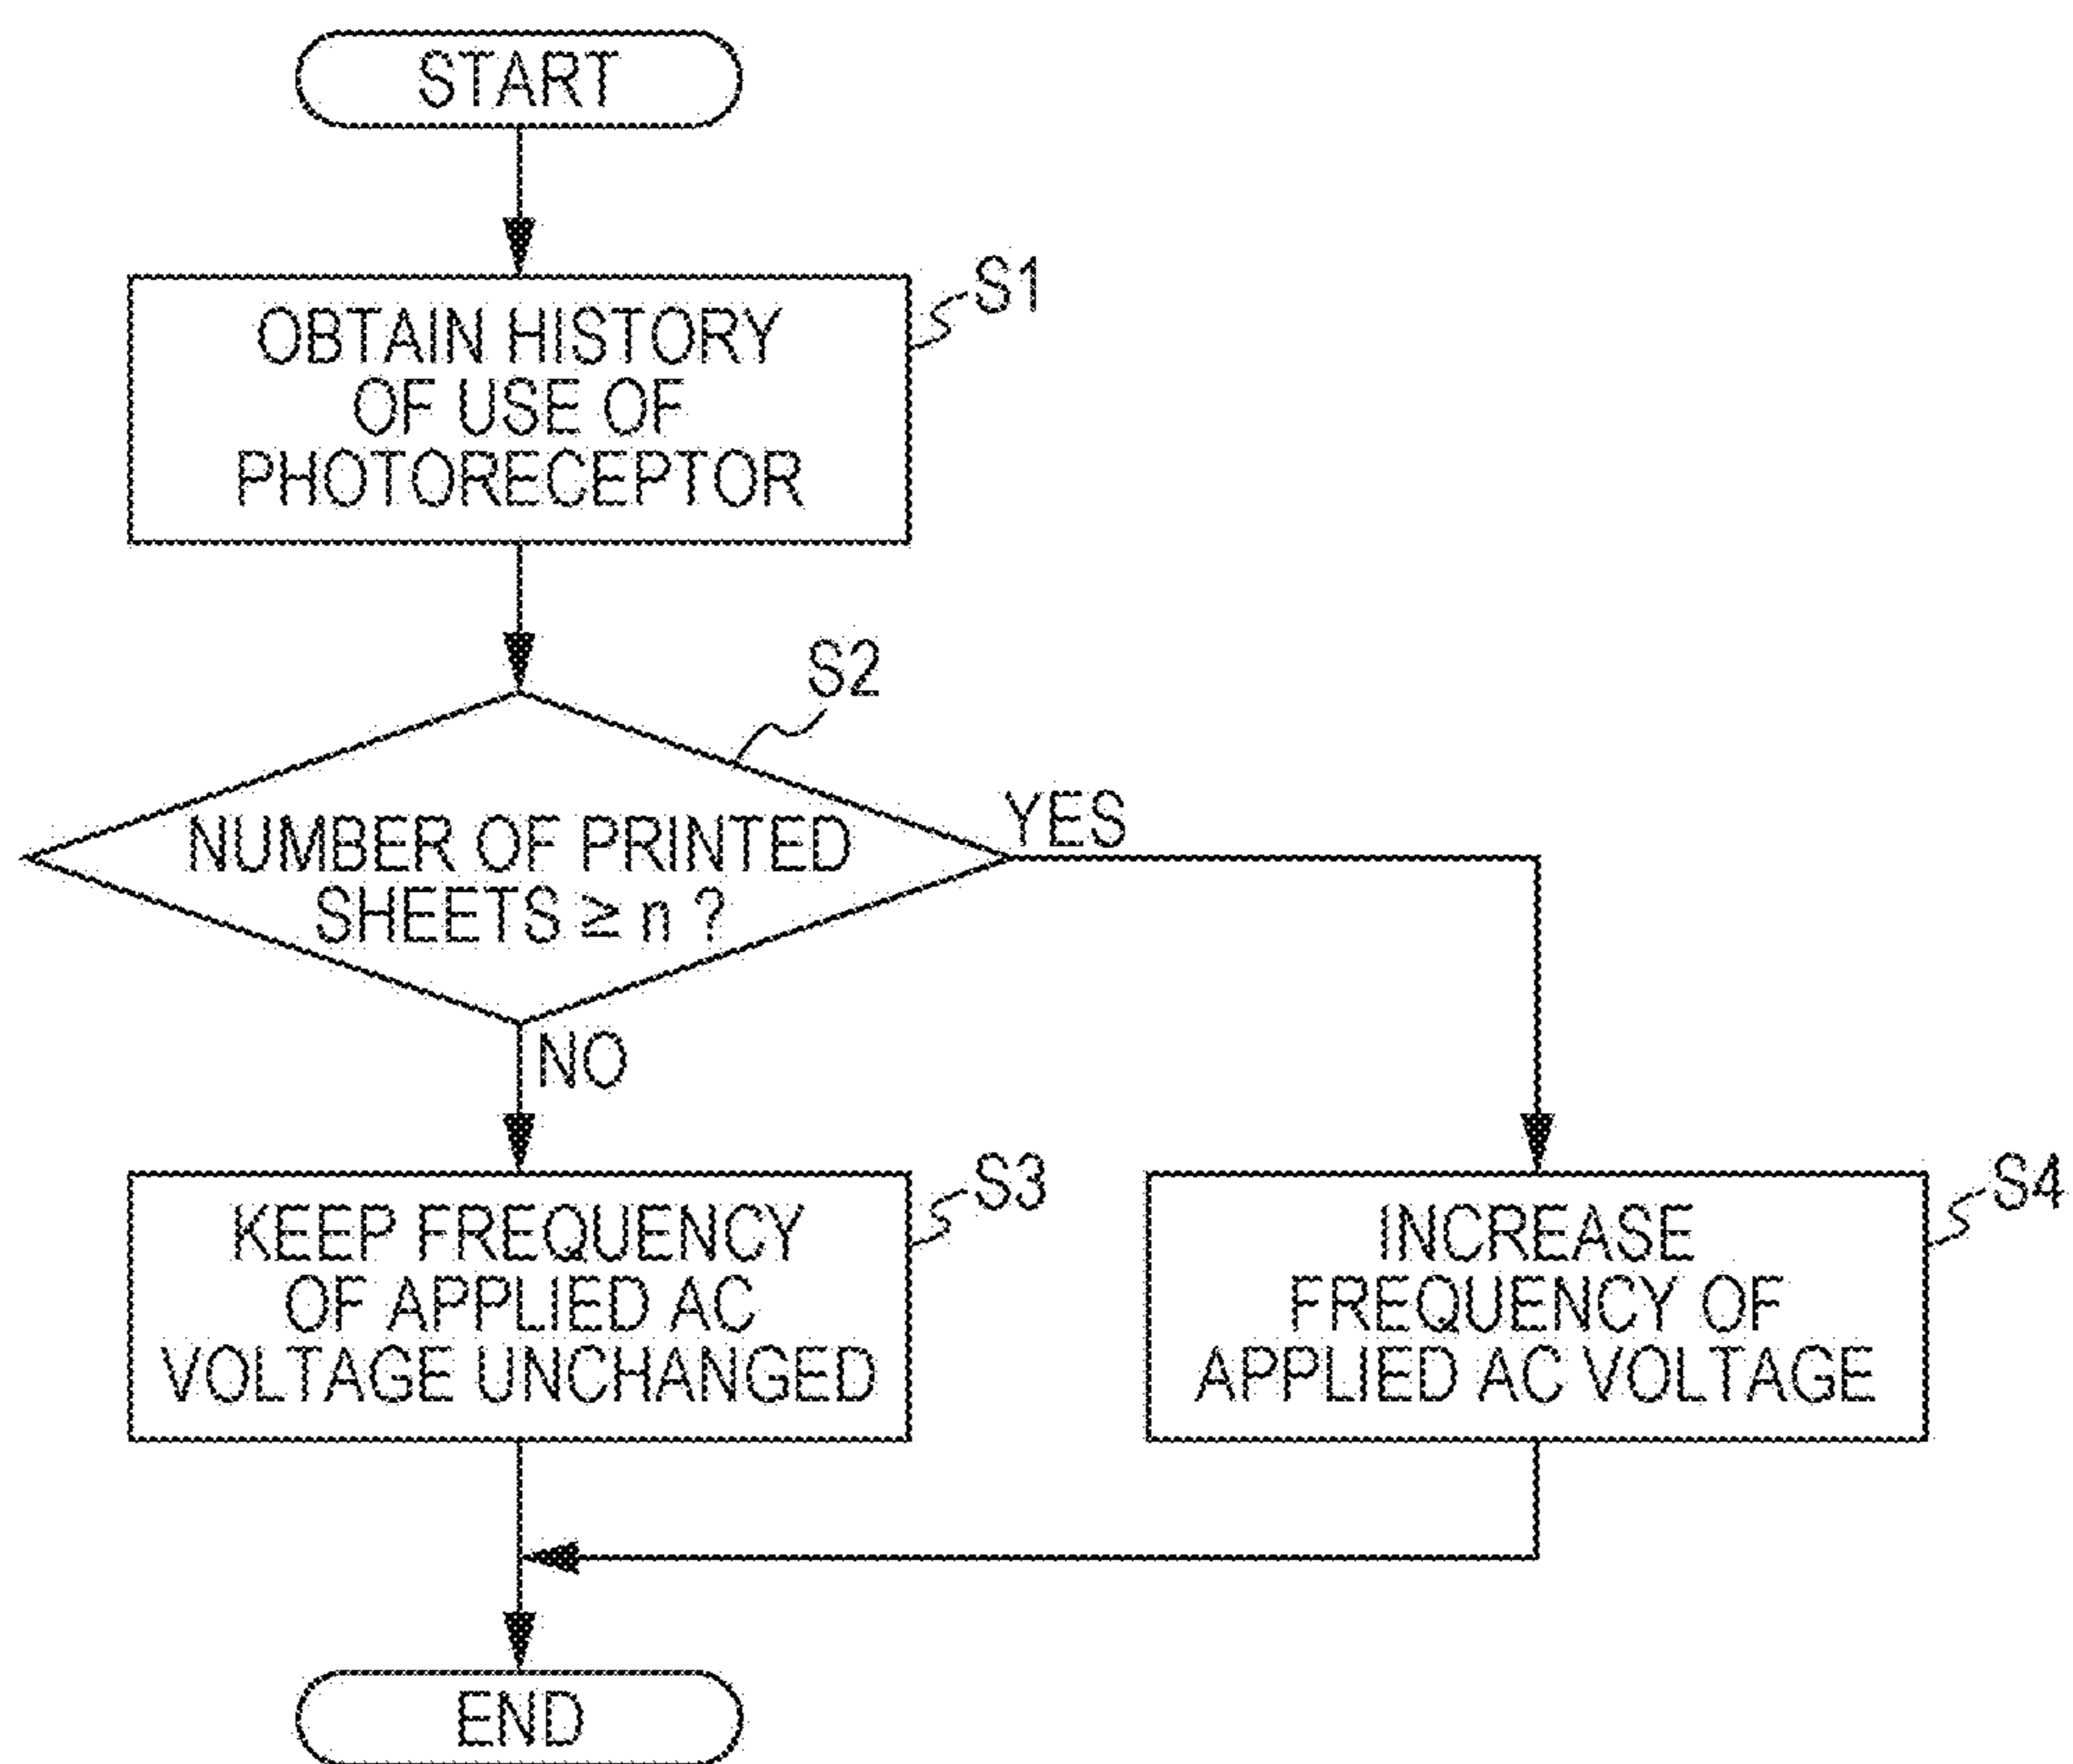 START
S1
OBTAIN HISTORY
OF USE OF
PHOTORECEPTOR
S2
YES
NUMBER OF PRINTED
SHEETS ≥ n ?
NO
S3
KEEP FREQUENCY
OF APPLIED AC
VOLTAGE UNCHANGED
S4
INCREASE
FREQUENCY OF
APPLIED AC VOLTAGE
END